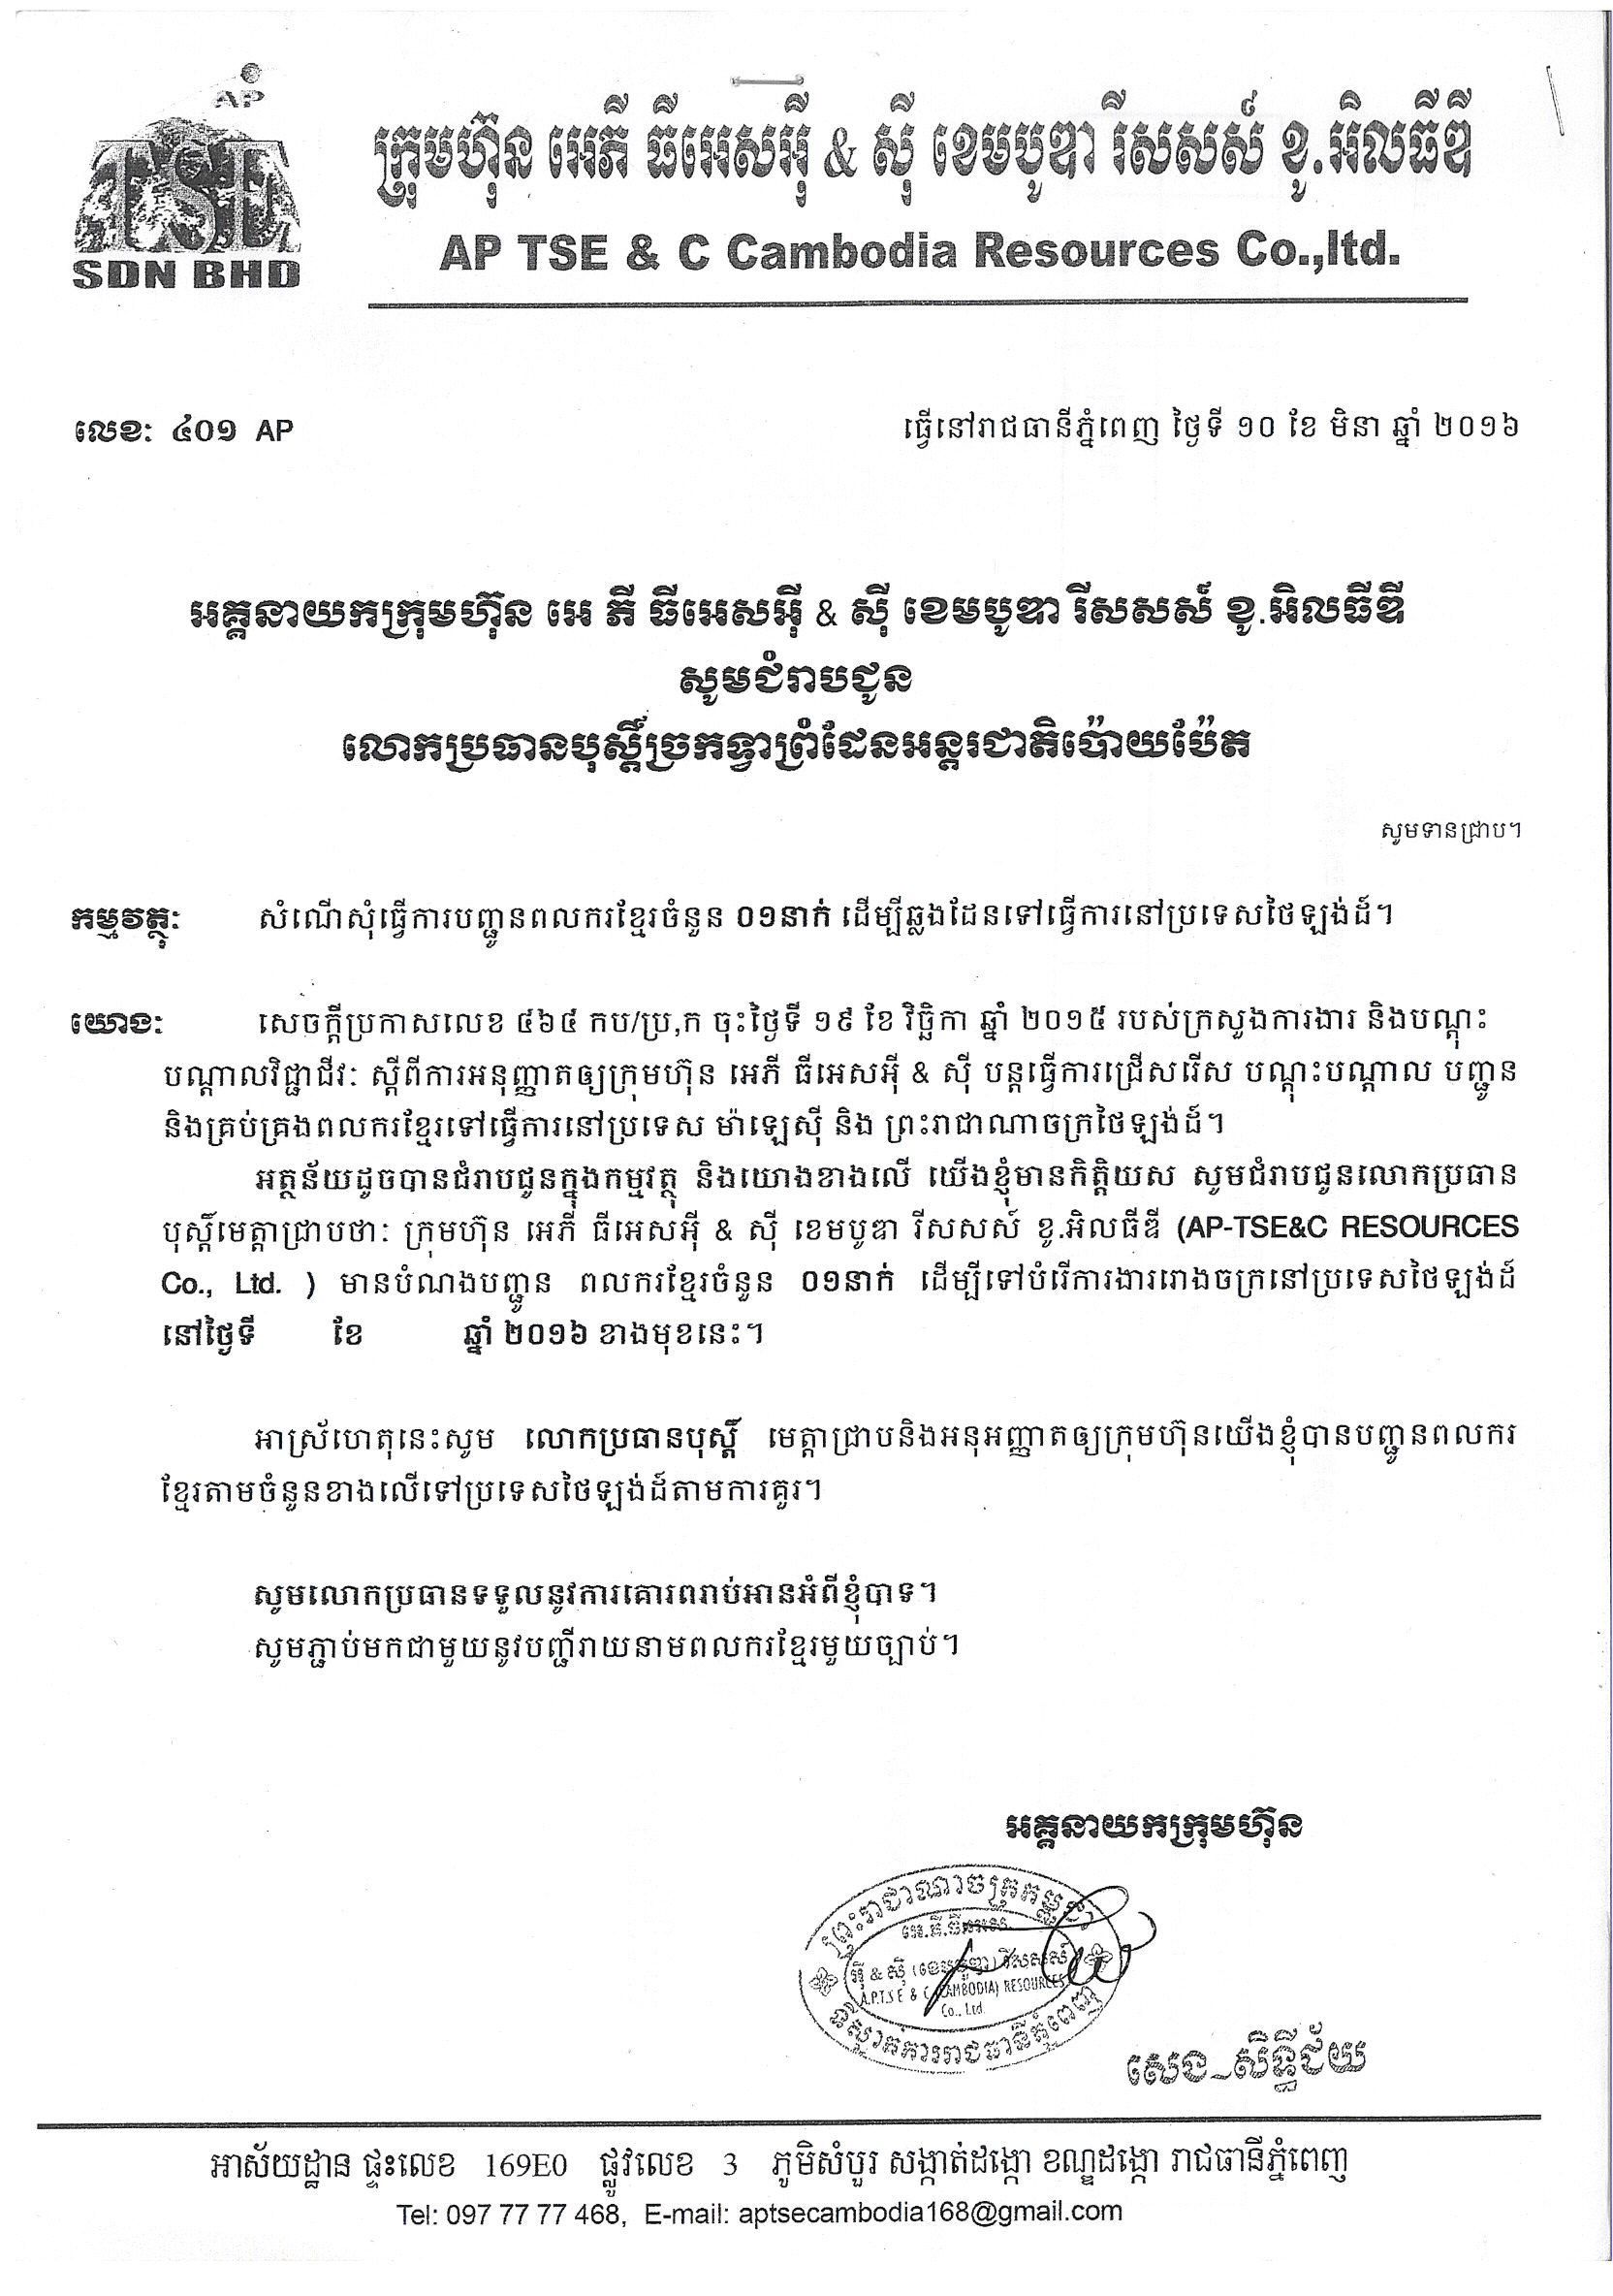 AP
TSE
SDN BHD
ក្រុមហ៊ុន អេភី ធីអេសអ៊ី & ស៊ី ខេមបូឌា រីសសស៍ ខូ.អិលធីឌី
AP TSE & C Cambodia Resources Co.,ltd.
លេខ: ៤០១ AP
ធ្វើនៅរាជធានីភ្នំពេញ ថ្ងៃទី ១០ ខែ មិនា ឆ្នាំ ២០១៦
អគ្គនាយកក្រុមហ៊ុន អេ ភី ធីអេសអ៊ី & ស៊ី ខេមបូឌា រីសសស៍ ខូ.អិលធីឌី
សូមជំរាបជូន
លោកប្រធានបុស្តិ៍ច្រកទ្វាព្រំដែនអន្តរជាតិប៉ោយប៉ែត
សូមទានជ្រាប។
កម្មវត្ថុ: សំណើសុំធ្វើការបញ្ជូនពលករខ្មែរចំនួន ០១នាក់ ដើម្បីឆ្លងដែនទៅធ្វើការនៅប្រទេសថៃឡង់ដ៍។
យោង: សេចក្តីប្រកាសលេខ ៤៦៤ កប/ប្រ,ក ចុះថ្ងៃទី ១៩ ខែ វិច្ឆិកា ឆ្នាំ ២០១៥ របស់ក្រសួងការងារ និងបណ្តុះ
បណ្តាលវិជ្ជាជីវ: ស្តីពីការអនុញ្ញាតឲ្យក្រុមហ៊ុន អេភី ធីអេសអ៊ី & ស៊ី បន្តធ្វើការជ្រើសរើស បណ្តុះបណ្តាល បញ្ជូន
និងគ្រប់គ្រងពលករខ្មែរទៅធ្វើការនៅប្រទេស ម៉ាឡេស៊ី និង ព្រះរាជាណាចក្រថៃឡង់ដ៍។
អត្ថន័យដូចបានជំរាបជូនក្នុងកម្មវត្ថុ និងយោងខាងលើ យើងខ្ញុំមានកិត្តិយស សូមជំរាបជូនលោកប្រធាន
បុស្តិ៍មេត្តាជ្រាបថា: ក្រុមហ៊ុន អេភី ធីអេសអ៊ី & ស៊ី ខេមបូឌា រីសសស៍ ខូ.អិលធីឌី (AP-TSE&C RESOURCES
Co., Ltd. ) មានបំណងបញ្ជូន ពលករខ្មែរចំនួន ០១នាក់ ដើម្បីទៅបំរើការងាររោងចក្រនៅប្រទេសថៃឡង់ដ៍
នៅថ្ងៃទី ខែ ឆ្នាំ ២០១៦ ខាងមុខនេះ។
អាស្រ័ហេតុនេះសូម លោកប្រធានបុស្តិ៍ មេត្តាជ្រាបនិងអនុអញ្ញាតឲ្យក្រុមហ៊ុនយើងខ្ញុំបានបញ្ជូនពលករ
ខ្មែរតាមចំនួនខាងលើទៅប្រទេសថៃឡង់ដ៍តាមការគួរ។
សូមលោកប្រធានទទួលនូវការគោរពរាប់អានអំពីខ្ញុំបាទ។
សូមភ្ជាប់មកជាមួយនូវបញ្ជីរាយនាមពលករខ្មែរមួយច្បាប់។
អគ្គនាយកក្រុមហ៊ុន
ព្រះរាជាណាចក្រកម្ពុជា
អ៊ី & ស៊ី (ខេមបូឌា) រីសសស៍
A.P.T.S E & C (CAMBODIA) RESOURCES
Co., Ltd.
សេង_សិទ្ធិជ័យ
អាស័យដ្ឋាន ផ្ទះលេខ 169E0 ផ្លូវលេខ 3 ភូមិសំបួរ សង្កាត់ដង្កោ ខណ្ឌដង្កោ រាជធានីភ្នំពេញ
Tel: 097 77 77 468, E-mail: aptsecambodia168@gmail.com